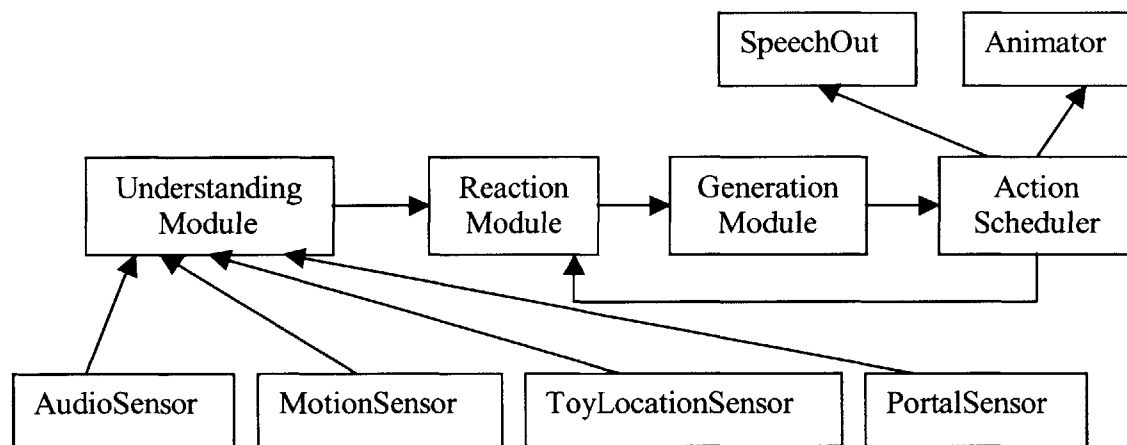 SpeechOut
Animator
Understanding
Module
Reaction
Module
Generation
Module
Action
Scheduler
AudioSensor
MotionSensor
ToyLocationSensor
PortalSensor